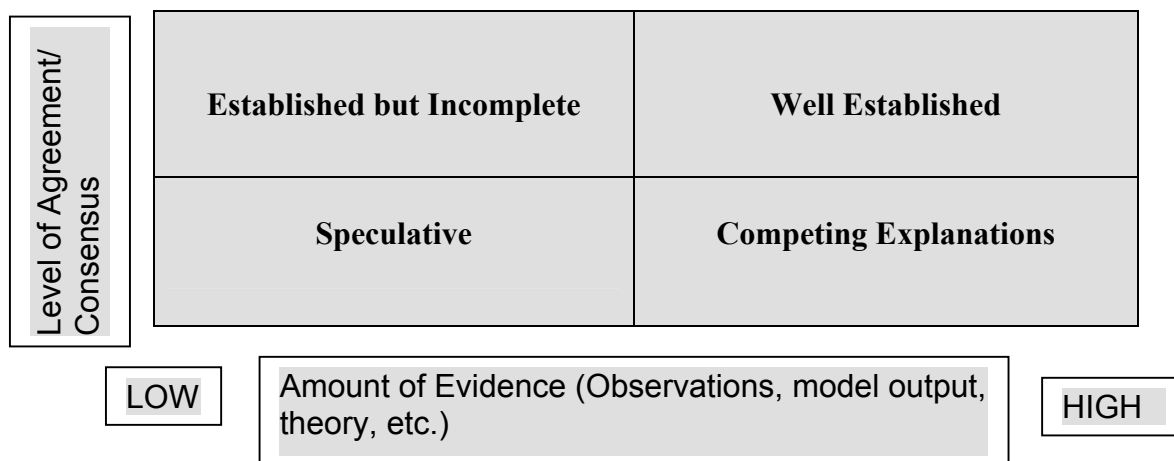 Level of Agreement/
Consensus
Established but Incomplete
Well Established
Speculative
Competing Explanations
LOW
Amount of Evidence (Observations, model output,
theory, etc.)
HIGH